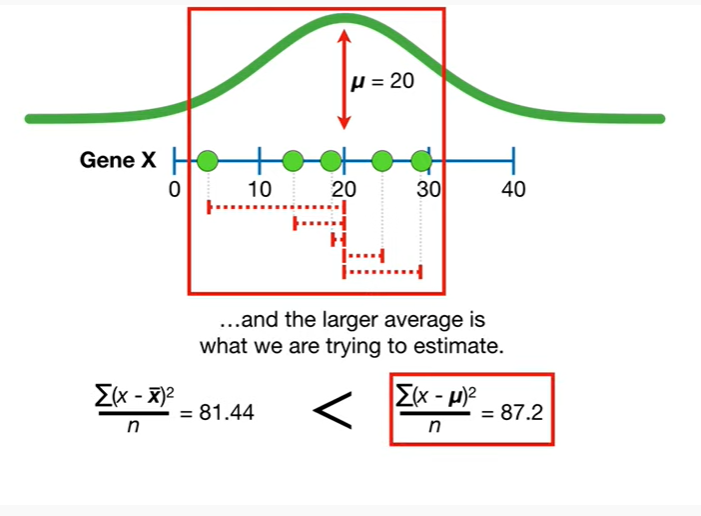 μ = 20
Gene X
0 10 20 30 40
...and the larger average is
what we are trying to estimate.
∑(x - x̄)²/n = 81.44 < ∑(x - μ)²/n = 87.2